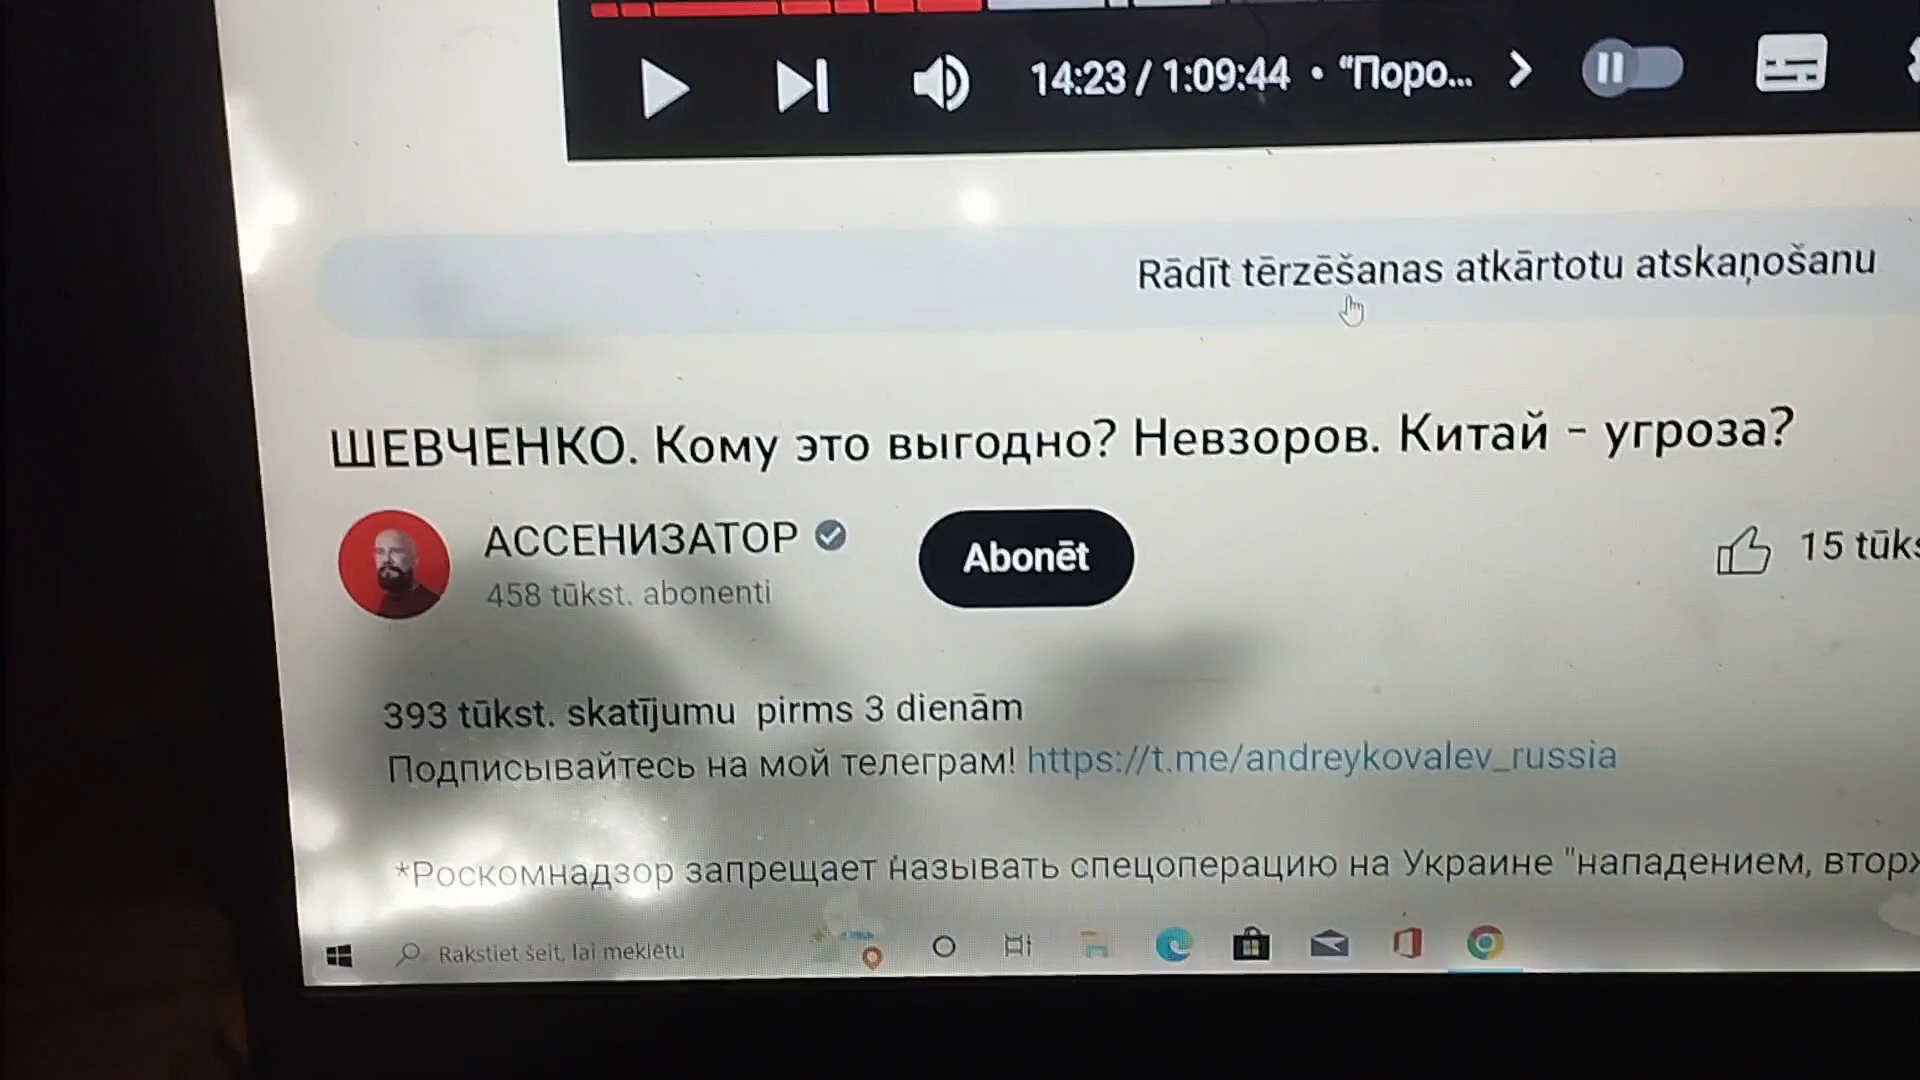 14:23 / 1:09:44 • "Поро...
Rādīt tērzēšanas atkārtotu atskaņošanu
ШЕВЧЕНКО. Кому это выгодно? Невзоров. Китай - угроза?
АССЕНИЗАТОР
458 tūkst. abonenti
Abonēt
15 tūks
393 tūkst. skatījumu pirms 3 dienām
Подписывайтесь на мой телеграм! https://t.me/andreykovalev_russia
*Роскомнадзор запрещает называть спецоперацию на Украине "нападением, вторж
Rakstiet šeit, lai meklētu